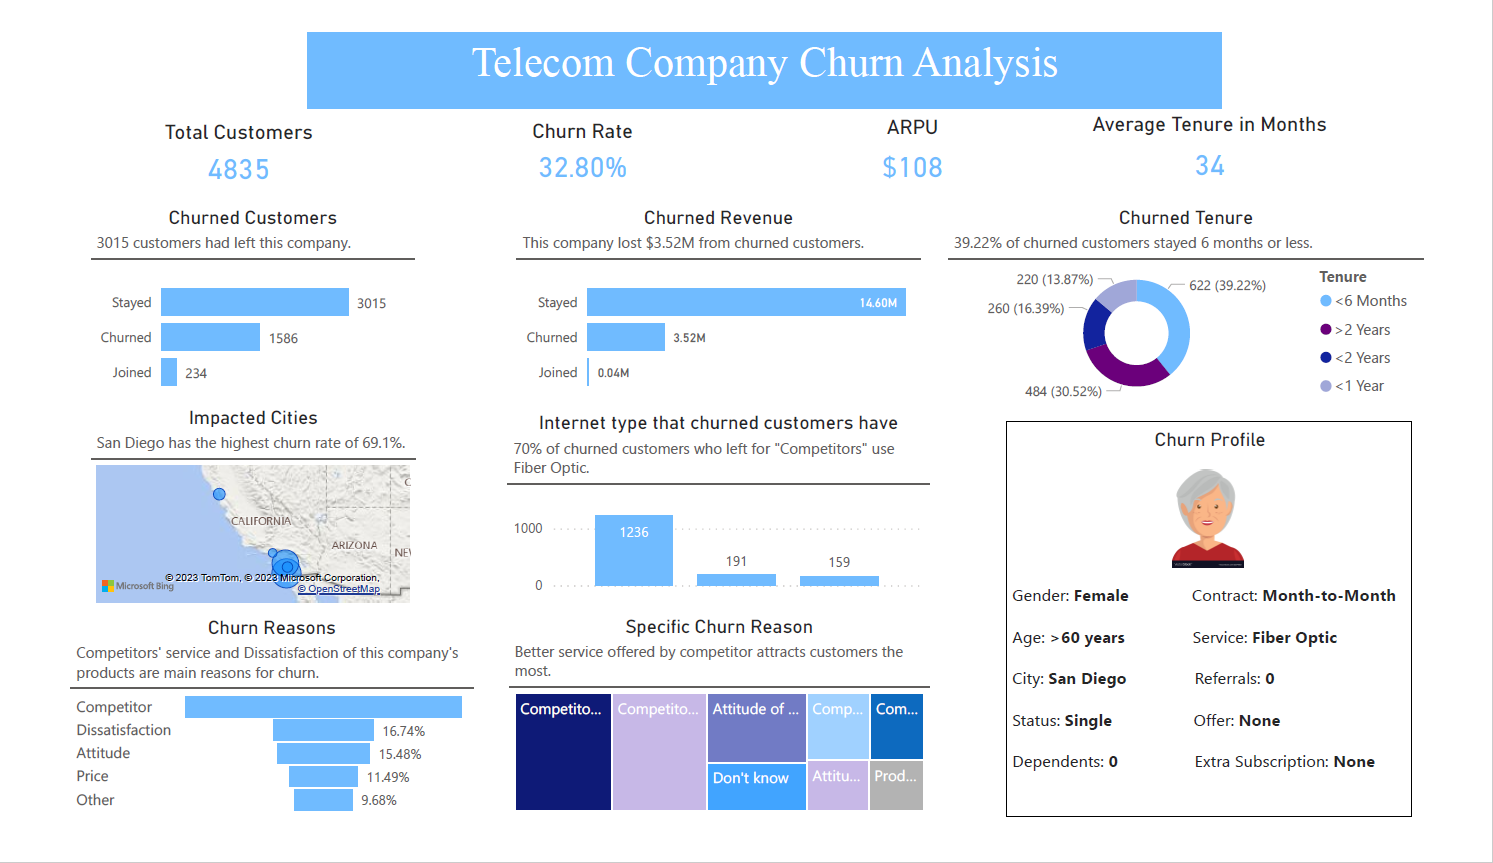 Telecom Company Churn Analysis
Total Customers
4835
Churn Rate
32.80%
ARPU
$108
Average Tenure in Months
34
Churned Customers
3015 customers had left this company.
Stayed
3015
Churned
1586
Joined
234
Churned Revenue
This company lost $3.52M from churned customers.
Stayed
14.60M
Churned
3.52M
Joined
0.04M
Churned Tenure
39.22% of churned customers stayed 6 months or less.
220 (13.87%)
622 (39.22%)
260 (16.39%)
484 (30.52%)
Tenure
<6 Months
>2 Years
<2 Years
<1 Year
Impacted Cities
San Diego has the highest churn rate of 69.1%.
CALIFORNIA
ARIZONA
© 2023 TomTom, © 2023 Microsoft Corporation,
Microsoft Bing
© OpenStreetMap
Internet type that churned customers have
70% of churned customers who left for "Competitors" use
Fiber Optic.
1000
0
1236
191
159
Churn Reasons
Competitors' service and Dissatisfaction of this company's
products are main reasons for churn.
Competitor
Dissatisfaction
16.74%
Attitude
15.48%
Price
11.49%
Other
9.68%
Specific Churn Reason
Better service offered by competitor attracts customers the
most.
Competito...
Competito...
Attitude of ...
Comp...
Com...
Don't know
Attitu...
Prod...
Churn Profile
Gender: Female
Contract: Month-to-Month
Age: >60 years
Service: Fiber Optic
City: San Diego
Referrals: 0
Status: Single
Offer: None
Dependents: 0
Extra Subscription: None